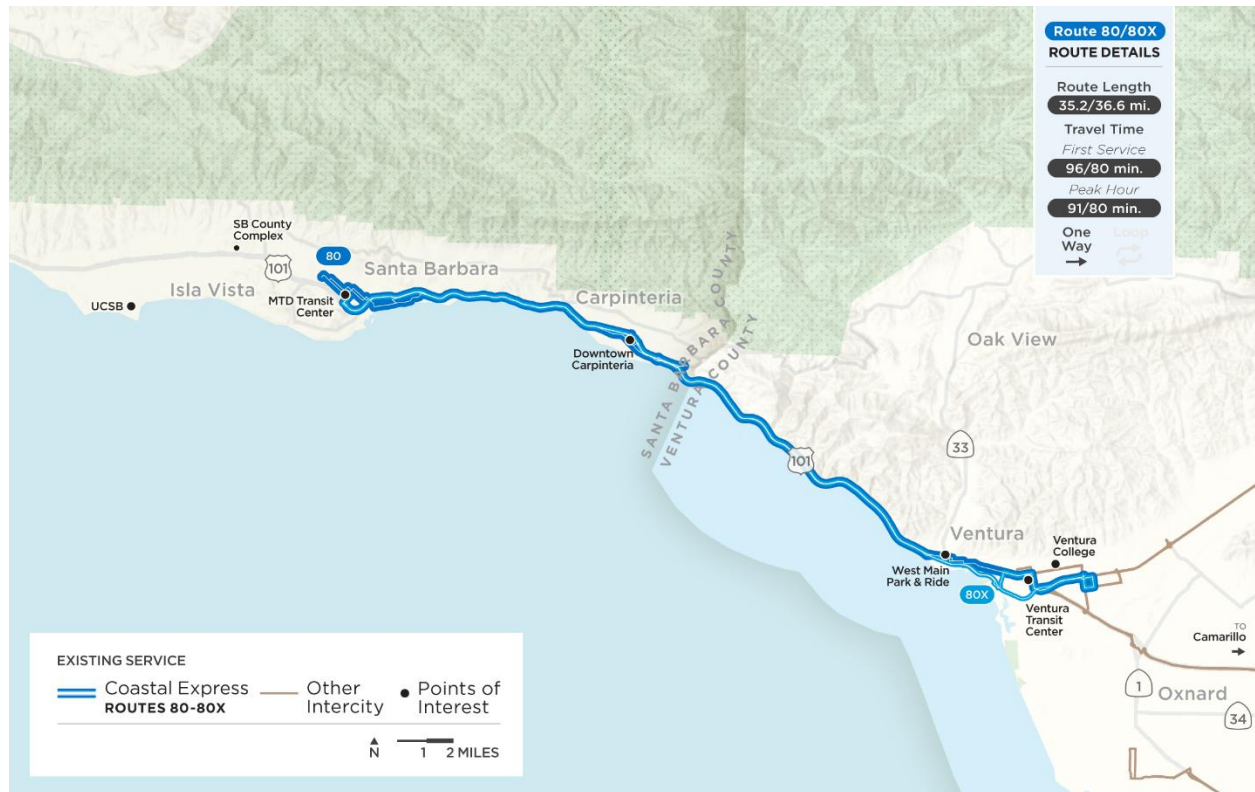 Route 80/80X
ROUTE DETAILS
Route Length
35.2/36.6 mi.
Travel Time
First Service
96/80 min.
Peak Hour
91/80 min.
One
Way
Loop
SB County
Complex
80
101
Santa Barbara
Isla Vista
MTD Transit
Center
UCSB
Carpinteria
Downtown
Carpinteria
SANTA BARBARA COUNTY
VENTURA COUNTY
Oak View
101
33
Ventura
Ventura
College
West Main
Park & Ride
80X
Ventura
Transit
Center
TO
Camarillo
1
Oxnard
34
EXISTING SERVICE
Coastal Express
ROUTES 80-80X
Other
Intercity
Points of
Interest
N
1 2 MILES